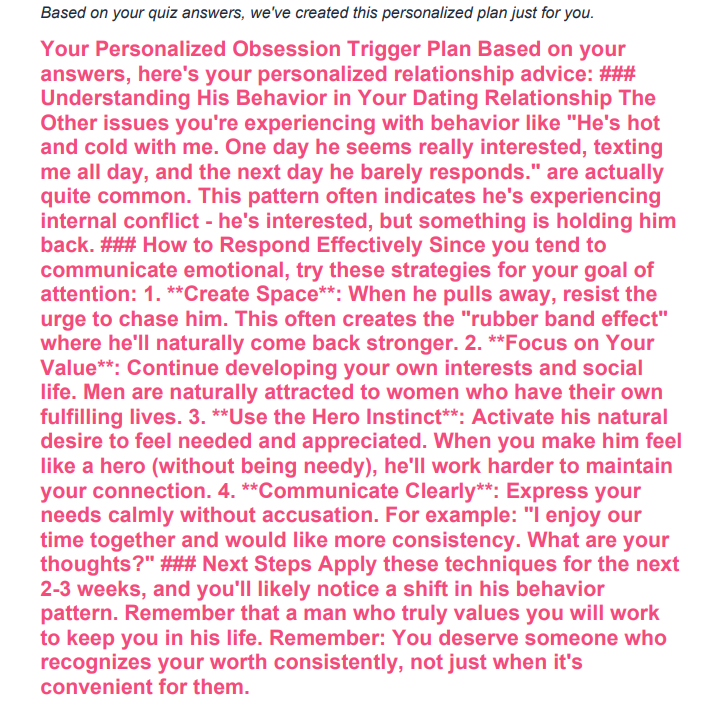 Based on your quiz answers, we've created this personalized plan just for you.
Your Personalized Obsession Trigger Plan Based on your
answers, here's your personalized relationship advice: ###
Understanding His Behavior in Your Dating Relationship The
Other issues you're experiencing with behavior like "He's hot
and cold with me. One day he seems really interested, texting
me all day, and the next day he barely responds." are actually
quite common. This pattern often indicates he's experiencing
internal conflict - he's interested, but something is holding him
back. ### How to Respond Effectively Since you tend to
communicate emotional, try these strategies for your goal of
attention: 1. **Create Space**: When he pulls away, resist the
urge to chase him. This often creates the "rubber band effect"
where he'll naturally come back stronger. 2. **Focus on Your
Value**: Continue developing your own interests and social
life. Men are naturally attracted to women who have their own
fulfilling lives. 3. **Use the Hero Instinct**: Activate his natural
desire to feel needed and appreciated. When you make him feel
like a hero (without being needy), he'll work harder to maintain
your connection. 4. **Communicate Clearly**: Express your
needs calmly without accusation. For example: "I enjoy our
time together and would like more consistency. What are your
thoughts?" ### Next Steps Apply these techniques for the next
2-3 weeks, and you'll likely notice a shift in his behavior
pattern. Remember that a man who truly values you will work
to keep you in his life. Remember: You deserve someone who
recognizes your worth consistently, not just when it's
convenient for them.